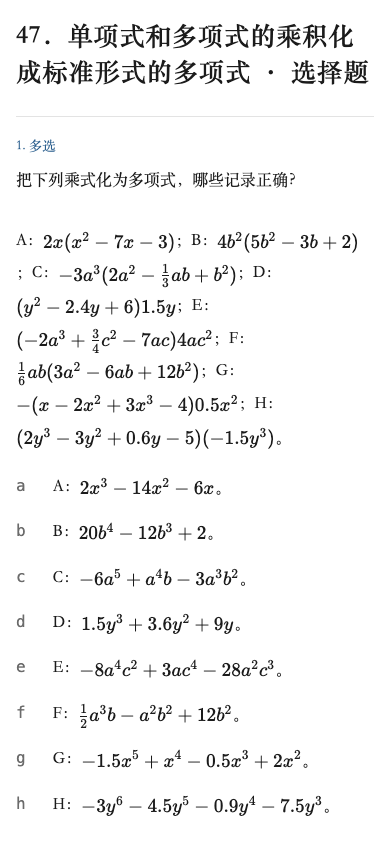 47. 单项式和多项式的乘积化
成标准形式的多项式 · 选择题
1. 多选
把下列乘式化为多项式，哪些记录正确?
A: 2x(x² − 7x − 3); B: 4b²(5b² − 3b + 2)
; C: −3a³(2a² − ⅓ab + b²); D:
(y² − 2.4y + 6)1.5y; E:
(−2a³ + ¾c² − 7ac)4ac²; F:
⅙ab(3a² − 6ab + 12b²); G:
−(x − 2x² + 3x³ − 4)0.5x²; H:
(2y³ − 3y² + 0.6y − 5)(−1.5y³)。
a A: 2x³ − 14x² − 6x。
b B: 20b⁴ − 12b³ + 2。
c C: −6a⁵ + a⁴b − 3a³b²。
d D: 1.5y³ + 3.6y² + 9y。
e E: −8a⁴c² + 3ac⁴ − 28a²c³。
f F: ½a³b − a²b² + 12b²。
g G: −1.5x⁵ + x⁴ − 0.5x³ + 2x²。
h H: −3y⁶ − 4.5y⁵ − 0.9y⁴ − 7.5y³。